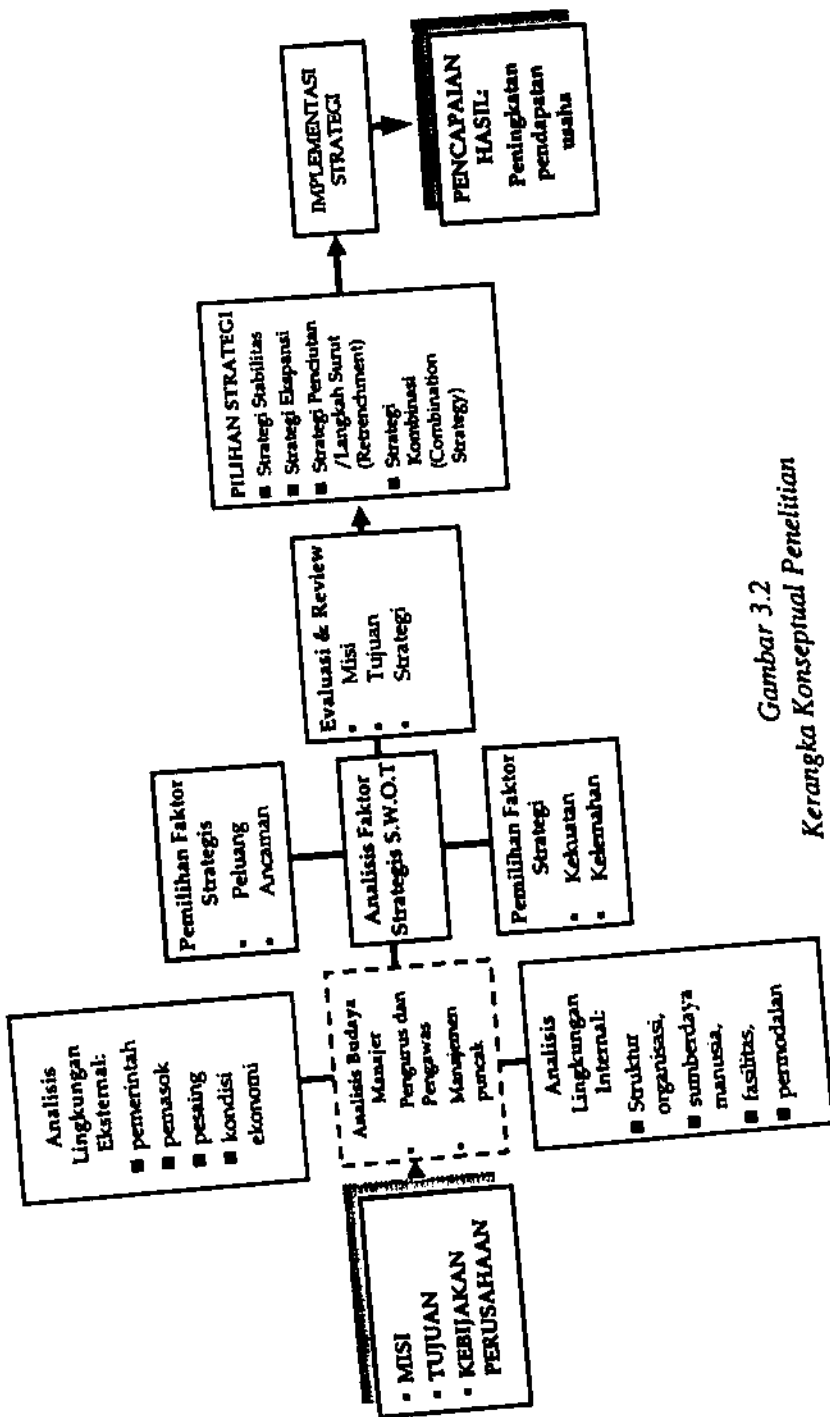 • MISI
• TUJUAN
• KEBIJAKAN
PERUSAHAAN
Analisis
Lingkungan
Eksternal:
■ pemerintah
■ pemasok
■ pesaing
■ kondisi
ekonomi
Analisis Budaya
Manajer
• Pengurus dan
Pengawas
• Manajemen
puncak
Analisis
Lingkungan
Internal:
■ Struktur
organisasi,
■ sumberdaya
manusia,
■ fasilitas,
■ permodalan
Pemilihan Faktor
Strategis
• Peluang
• Ancaman
Analisis Faktor
Strategis S.W.O.T
Pemilihan Faktor
Strategi
• Kekuatan
• Kelemahan
Evaluasi & Review
• Misi
• Tujuan
• Strategi
PILIHAN STRATEGI
■ Strategi Stabilitas
■ Strategi Ekspansi
■ Strategi Penciutan
/Langkah Surut
(Retrenchment)
■ Strategi
Kombinasi
(Combination
Strategy)
IMPLEMENTASI
STRATEGI
PENCAPAIAN
HASIL:
Peningkatan
pendapatan
usaha
Gambar 3.2
Kerangka Konseptual Penelitian